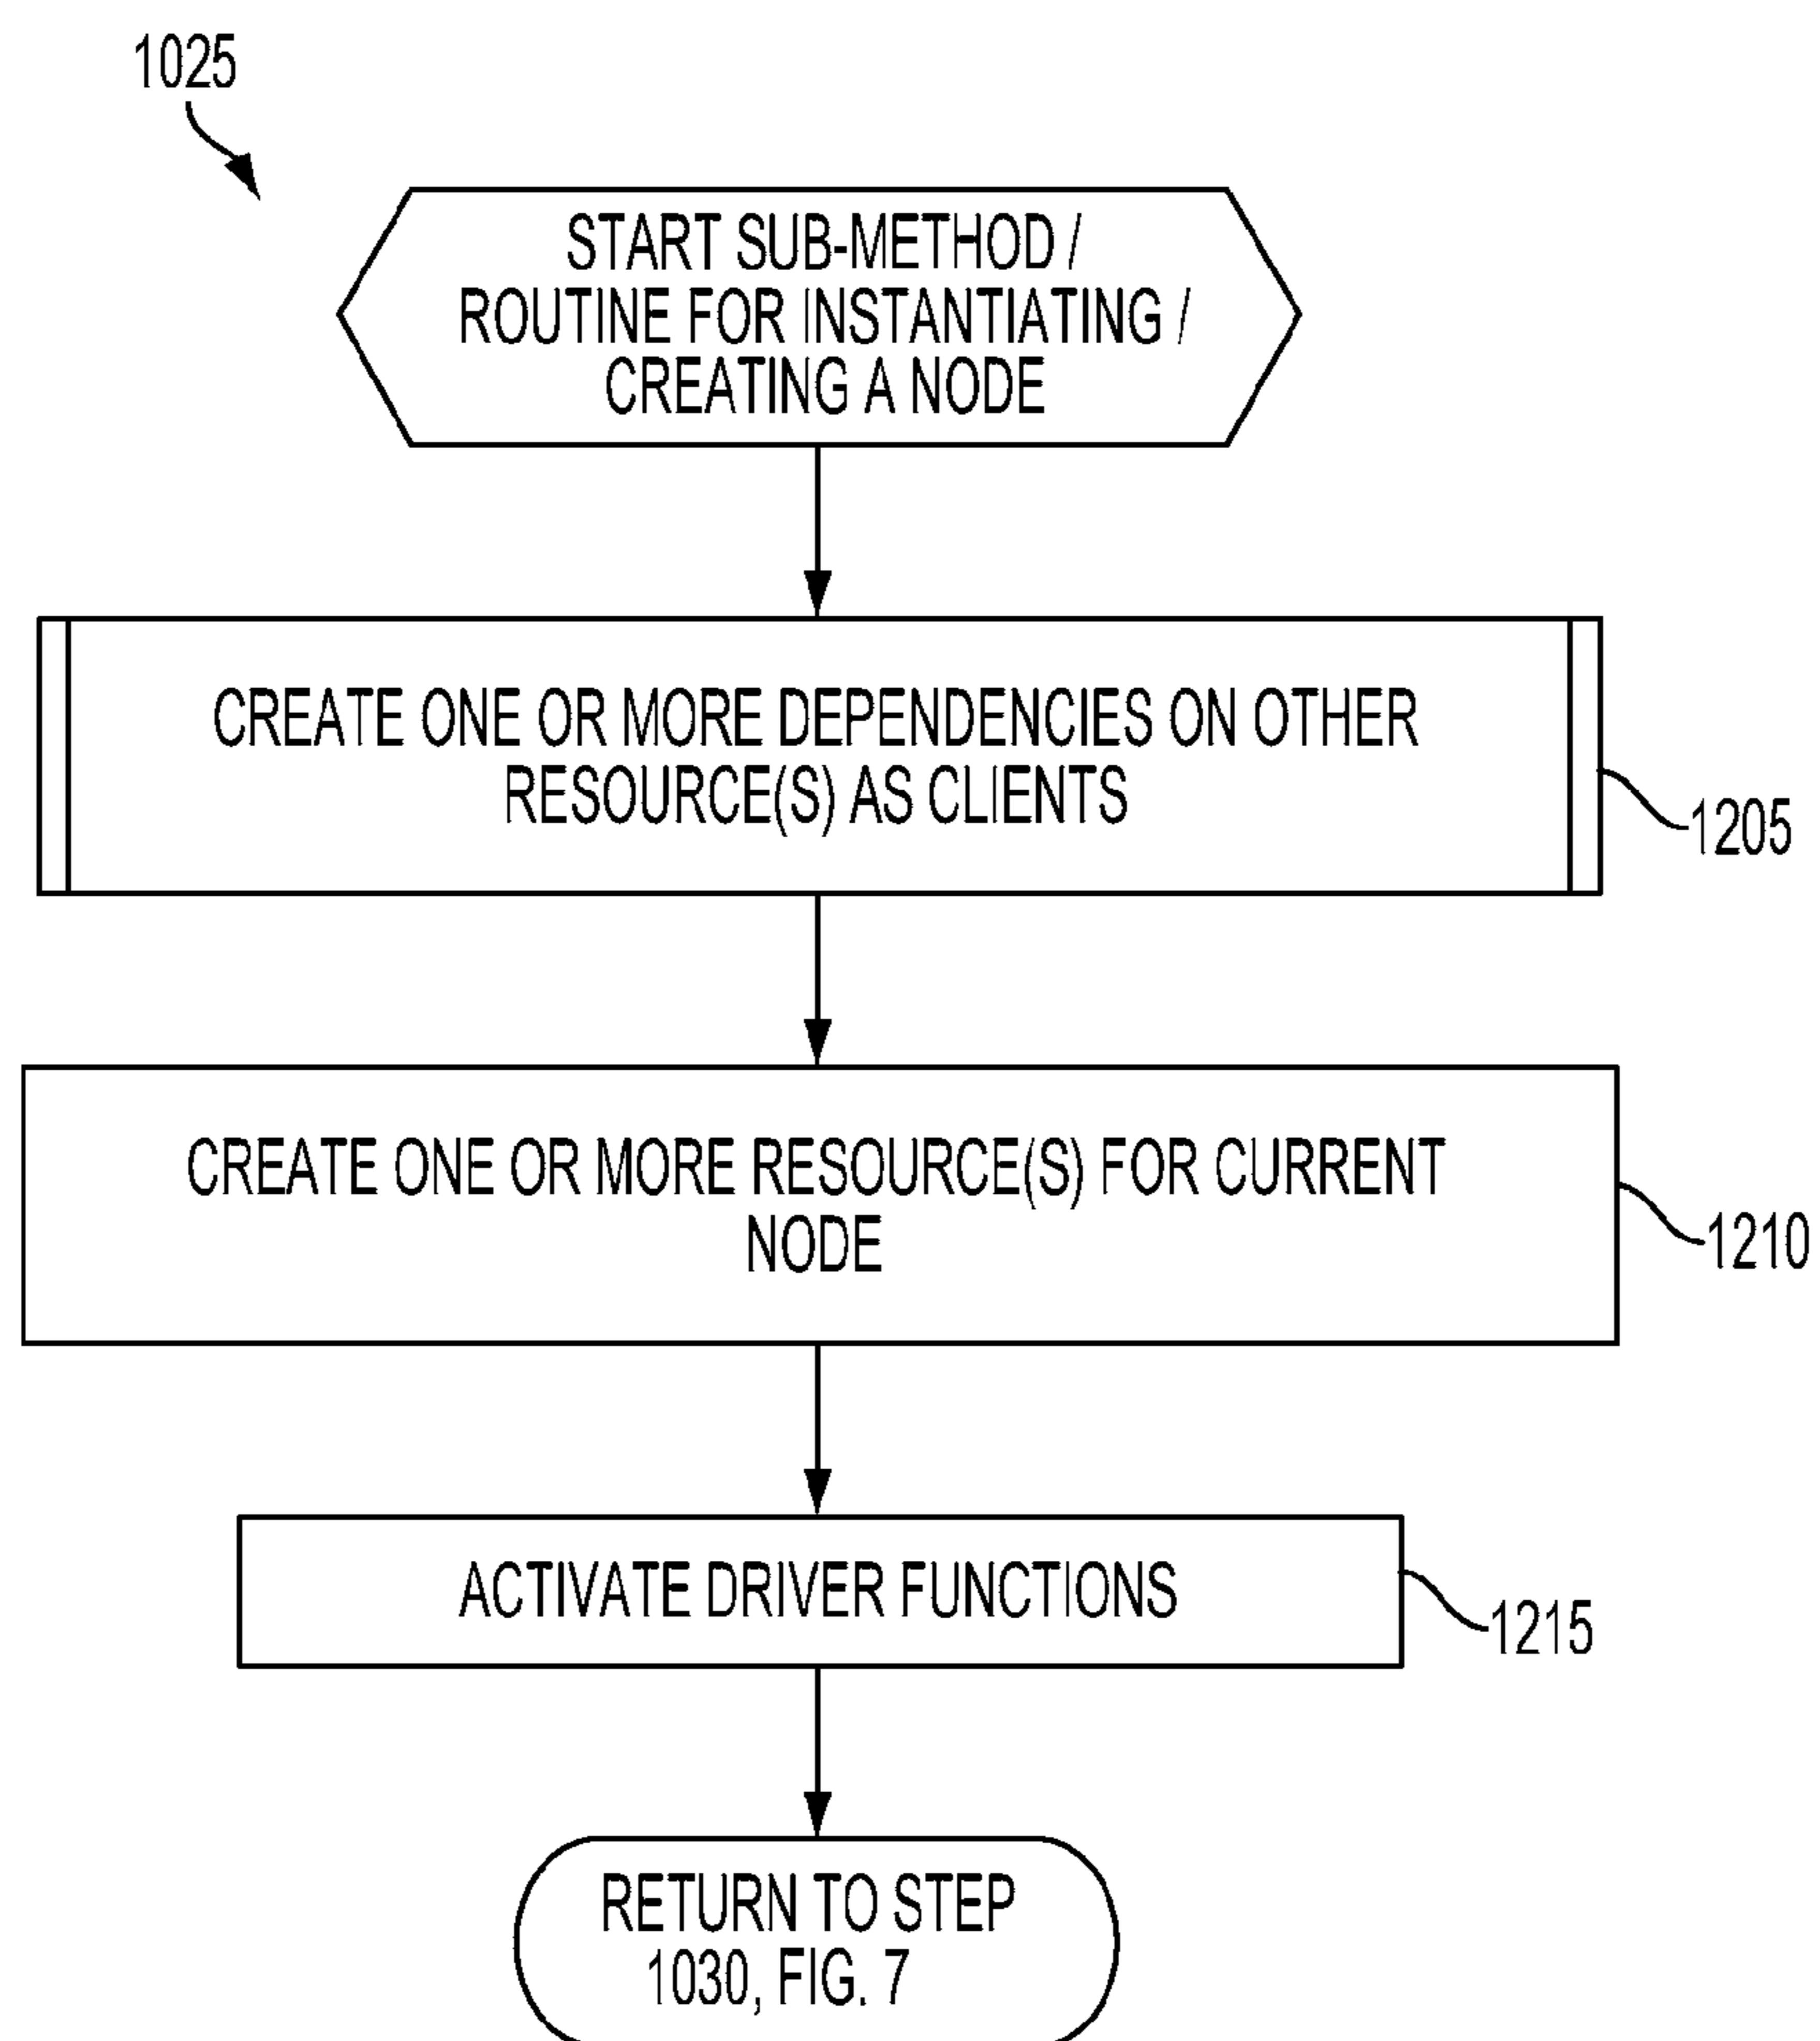 1025
START SUB-METHOD /
ROUTINE FOR INSTANTIATING /
CREATING A NODE
CREATE ONE OR MORE DEPENDENCIES ON OTHER
RESOURCE(S) AS CLIENTS
1205
CREATE ONE OR MORE RESOURCE(S) FOR CURRENT
NODE
1210
ACTIVATE DRIVER FUNCTIONS
1215
RETURN TO STEP
1030, FIG. 7